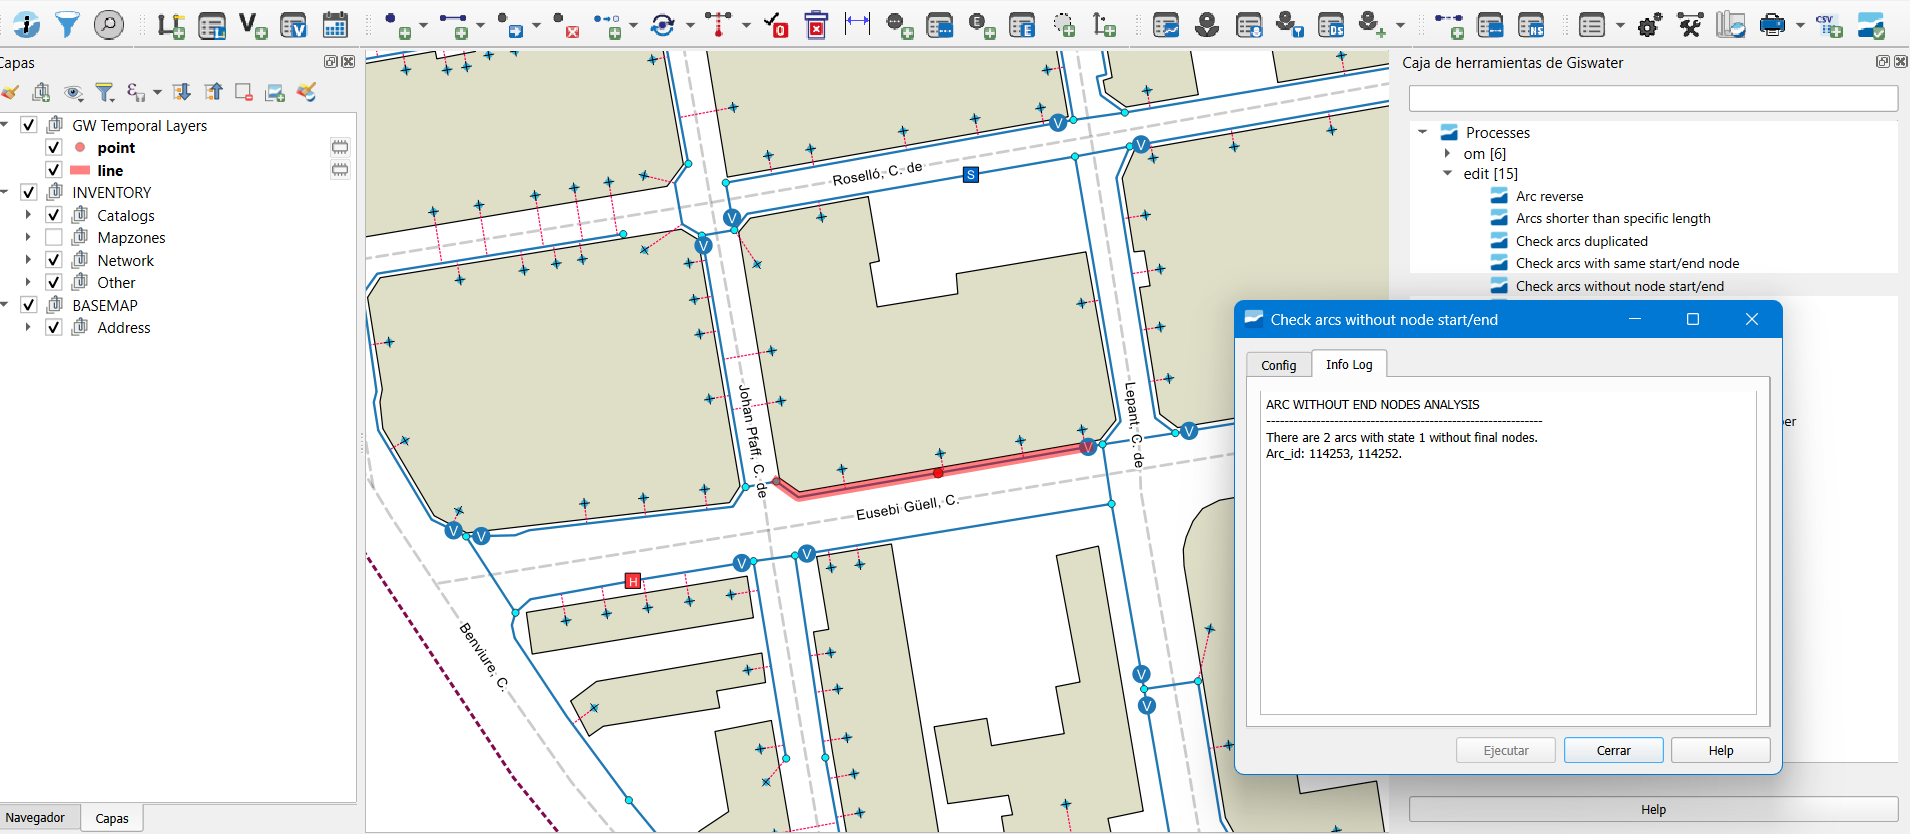 Capas
GW Temporal Layers
point
line
INVENTORY
Catalogs
Mapzones
Network
Other
BASEMAP
Address
Navegador
Capas
L
V
V
E
E
DS
NS
CSV
V
V
Roselló, C. de
S
V
V
Johan Pfaff, C. de
Lepant, C. de
V
V
Eusebi Güell, C.
V
V
V
V
H
Benviure, C.
V
V
Caja de herramientas de Giswater
Processes
om [6]
edit [15]
Arc reverse
Arcs shorter than specific length
Check arcs duplicated
Check arcs with same start/end node
Check arcs without node start/end
er
Check arcs without node start/end
Config
Info Log
ARC WITHOUT END NODES ANALYSIS
------------------------------------------------------------
There are 2 arcs with state 1 without final nodes.
Arc_id: 114253, 114252.
Ejecutar
Cerrar
Help
Help